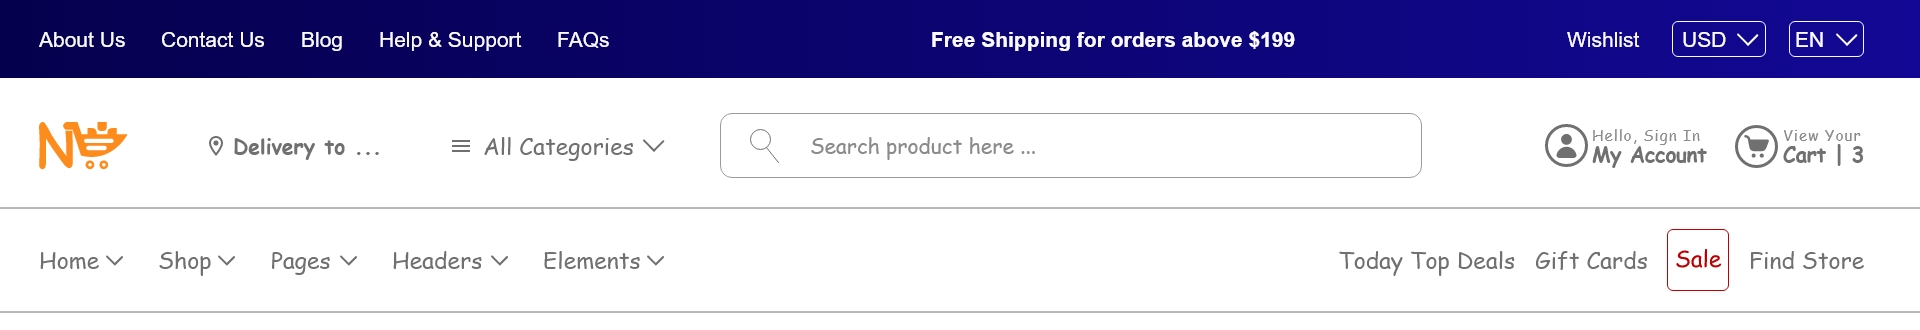 About Us Contact Us Blog Help & Support FAQs Free Shipping for orders above $199 Wishlist USD EN
N Delivery to ... All Categories Search product here ... Hello, Sign In View Your
My Account Cart | 3
Home Shop Pages Headers Elements Today Top Deals Gift Cards Sale Find Store